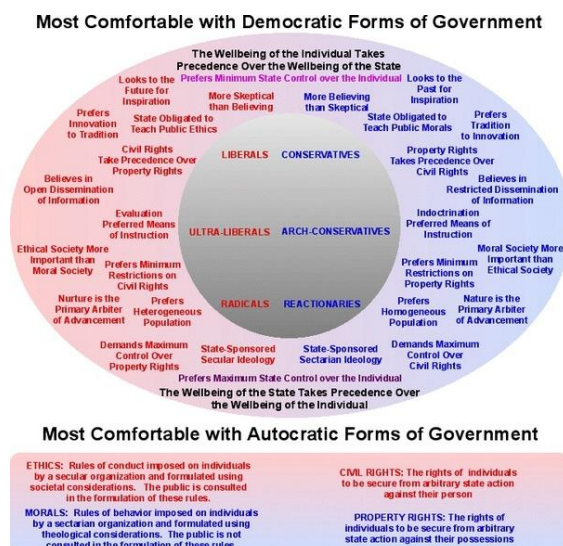 Most Comfortable with Democratic Forms of Government
The Wellbeing of the Individual Takes
Precedence Over the Wellbeing of the State
Prefers Minimum State Control over the Individual
Looks to the
Future for
Inspiration
More Skeptical
than Believing
More Believing
than Skeptical
Looks to the
Past for
Inspiration
Prefers
Innovation
to Tradition
State Obligated to
Teach Public Ethics
State Obligated to
Teach Public Morals
Prefers
Tradition
to Innovation
Civil Rights
Take Precedence Over
Property Rights
LIBERALS
CONSERVATIVES
Property Rights
Takes Precedence Over
Civil Rights
Believes in
Open Dissemination
of Information
Believes in
Restricted Dissemination
of Information
Evaluation
Preferred Means
of Instruction
ULTRA-LIBERALS
ARCH-CONSERVATIVES
Indoctrination
Preferred Means of
Instruction
Ethical Society More
Important than
Moral Society
Prefers Minimum
Restrictions on
Civil Rights
Prefers Minimum
Restrictions on
Property Rights
Moral Society More
Important than
Ethical Society
Nurture is the
Primary Arbiter
of Advancement
Prefers
Heterogeneous
Population
RADICALS
REACTIONARIES
Prefers
Homogeneous
Population
Nature is the
Primary Arbiter
of Advancement
Demands Maximum
Control Over
Property Rights
State-Sponsored
Secular Ideology
State-Sponsored
Sectarian Ideology
Demands Maximum
Control Over
Civil Rights
Prefers Maximum State Control over the Individual
The Wellbeing of the State Takes Precedence Over
the Wellbeing of the Individual
Most Comfortable with Autocratic Forms of Government
ETHICS: Rules of conduct imposed on individuals
by a secular organization and formulated using
societal considerations. The public is consulted
in the formulation of these rules.
MORALS: Rules of behavior imposed on individuals
by a sectarian organization and formulated using
theological considerations. The public is not
consulted in the formulation of these rules
CIVIL RIGHTS: The rights of individuals
to be secure from arbitrary state action
against their person
PROPERTY RIGHTS: The rights of
individuals to be secure from arbitrary
state action against their possessions